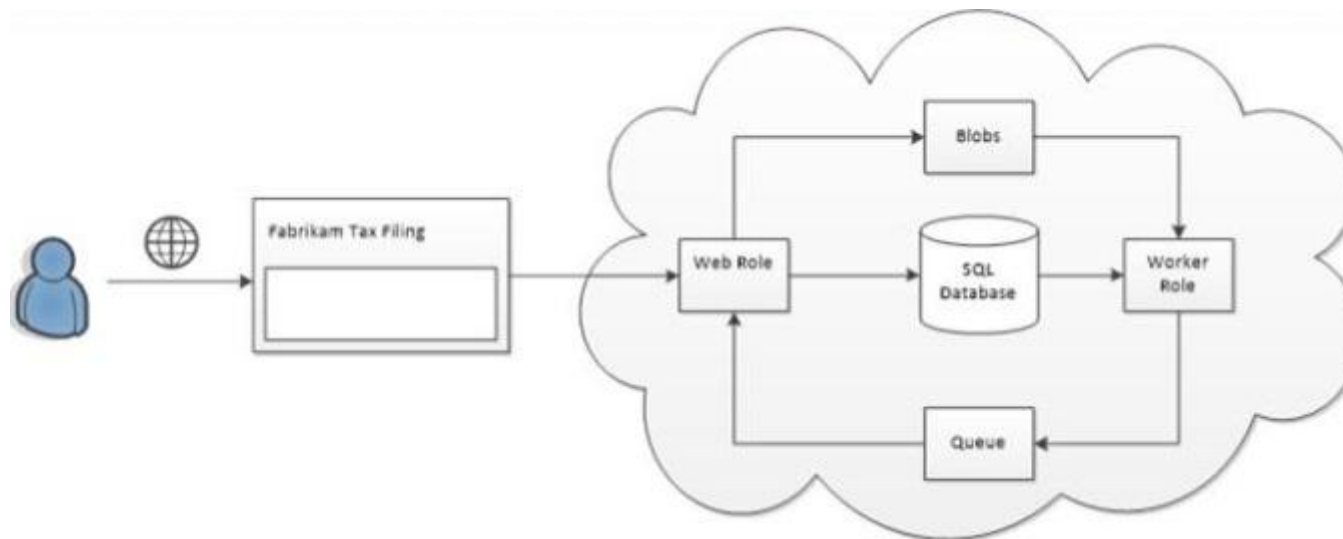 Fabrikam Tax Filing
Blobs
Web Role
SQL
Database
Worker
Role
Queue